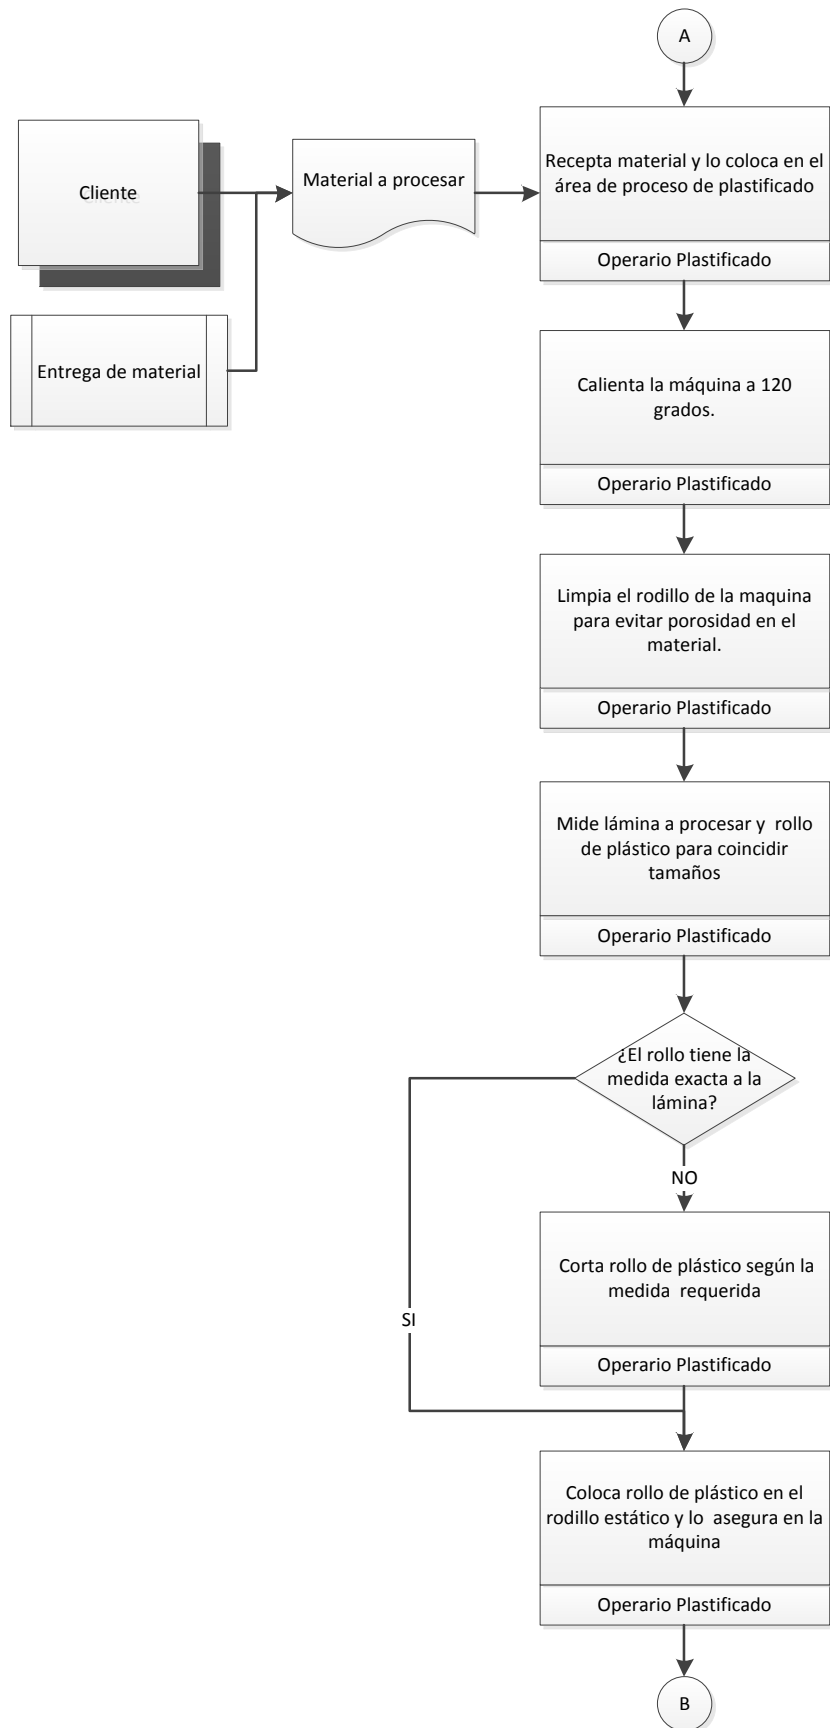 A
Cliente
Material a procesar
Recepta material y lo coloca en el
área de proceso de plastificado
Operario Plastificado
Entrega de material
Calienta la máquina a 120
grados.
Operario Plastificado
Limpia el rodillo de la maquina
para evitar porosidad en el
material.
Operario Plastificado
Mide lámina a procesar y  rollo
de plástico para coincidir
tamaños
Operario Plastificado
¿El rollo tiene la
medida exacta a la
lámina?
NO
SI
Corta rollo de plástico según la
medida  requerida
Operario Plastificado
Coloca rollo de plástico en el
rodillo estático y lo  asegura en la
máquina
Operario Plastificado
B